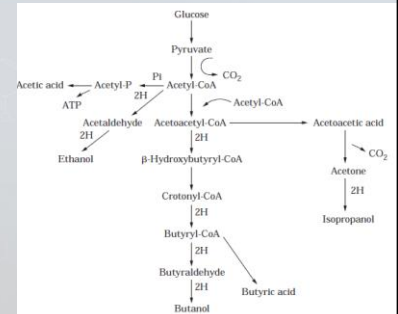 Glucose
Pyruvate
CO2
Acetic acid
Acetyl-P
Pi
Acetyl-CoA
ATP
2H
Acetyl-CoA
Acetaldehyde
Acetoacetyl-CoA
Acetoacetic acid
2H
2H
CO2
Ethanol
β-Hydroxybutyryl-CoA
Acetone
2H
Crotonyl-CoA
Isopropanol
2H
Butyryl-CoA
2H
Butyraldehyde
2H
Butyric acid
Butanol